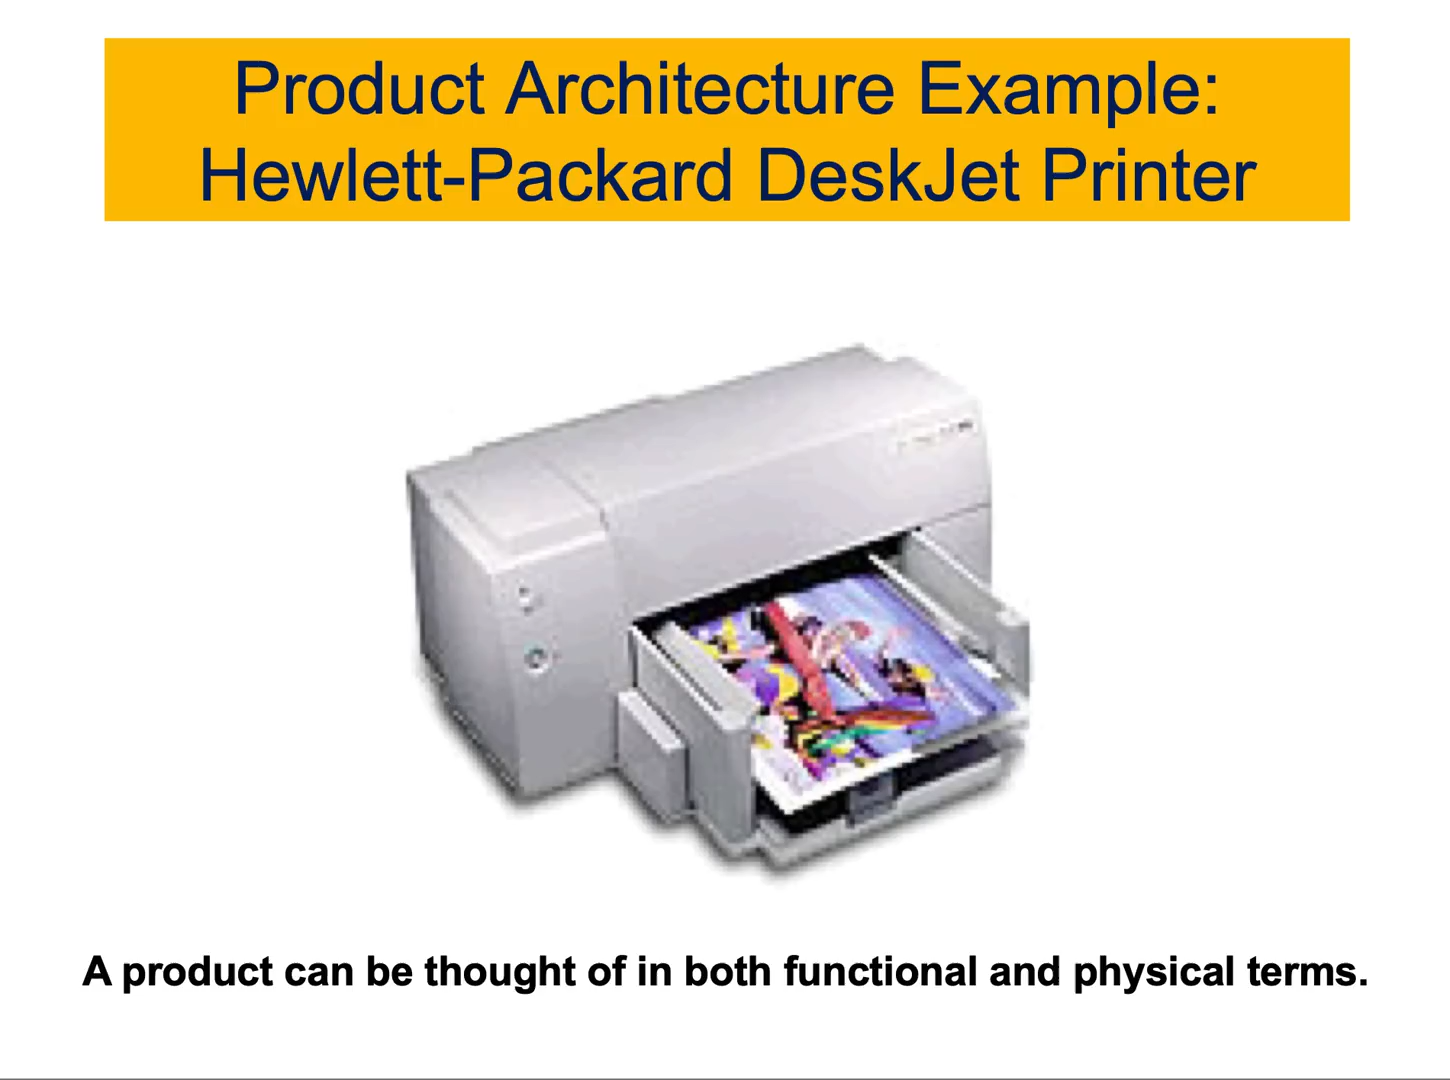 Product Architecture Example:
Hewlett-Packard DeskJet Printer
A product can be thought of in both functional and physical terms.